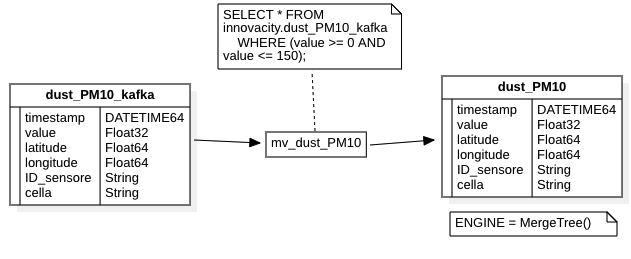 SELECT * FROM
innovacity.dust_PM10_kafka
WHERE (value >= 0 AND
value <= 150);
dust_PM10_kafka
timestamp DATETIME64
value Float32
latitude Float64
longitude Float64
ID_sensore String
cella String
mv_dust_PM10
dust_PM10
timestamp DATETIME64
value Float32
latitude Float64
longitude Float64
ID_sensore String
cella String
ENGINE = MergeTree()